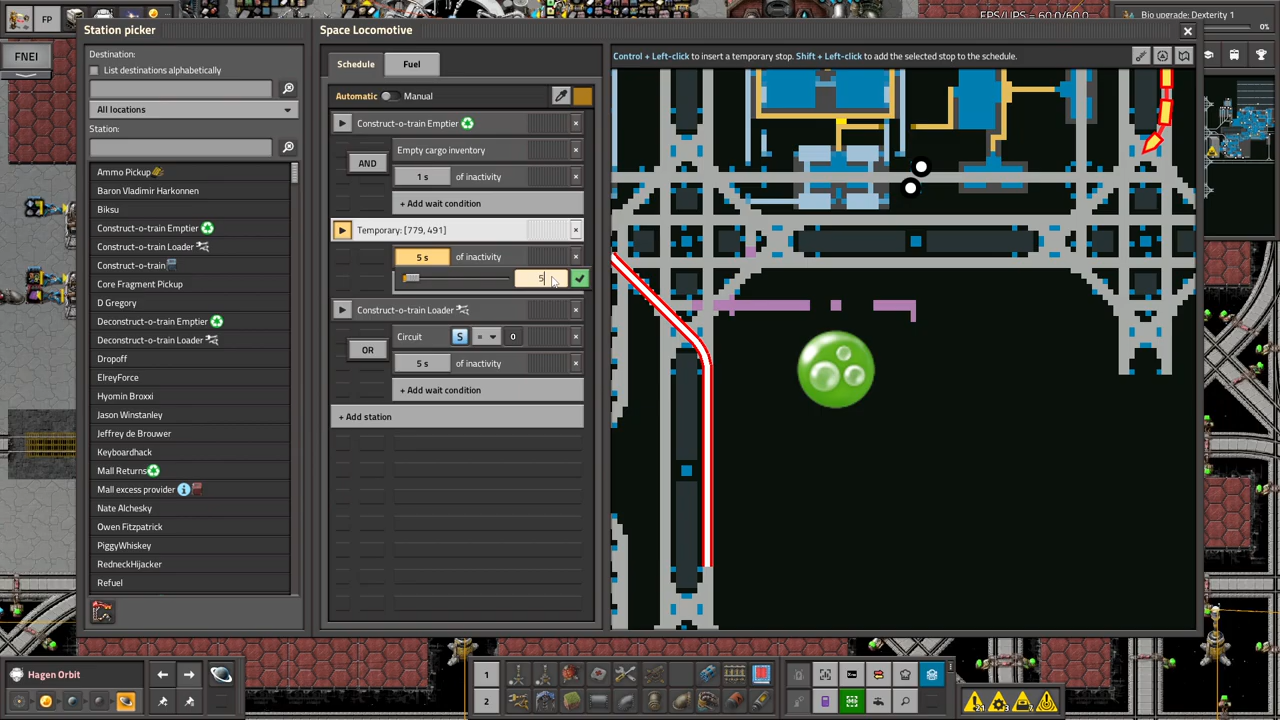 FP
EPS/UPS = 60.0/60.0
Bio upgrade: Dexterity 1
0%
FNEI
Station picker
Destination:
List destinations alphabetically
All locations
Station:
Ammo Pickup
Baron Vladimir Harkonnen
Biksu
Construct-o-train Emptier
Construct-o-train Loader
Construct-o-train
Core Fragment Pickup
D Gregory
Deconstruct-o-train Emptier
Deconstruct-o-train Loader
Dropoff
ElreyForce
Hyomin Broxxi
Jason Winstanley
Jeffrey de Brouwer
Keyboardhack
Mall Returns
Mall excess provider
Nate Alchemy
Owen Fitzpatrick
PiggyWhiskey
RedneckHijacker
Refuel
Space Locomotive
Schedule
Fuel
Automatic
Manual
Construct-o-train Emptier
AND
Empty cargo inventory
1 s
of inactivity
+ Add wait condition
Temporary: [779, 491]
5 s
of inactivity
5
Construct-o-train Loader
OR
Circuit
S
=
0
5 s
of inactivity
+ Add wait condition
+ Add station
Control + Left-click to insert a temporary stop. Shift + Left-click to add the selected stop to the schedule.
Hagen Orbit
1
2